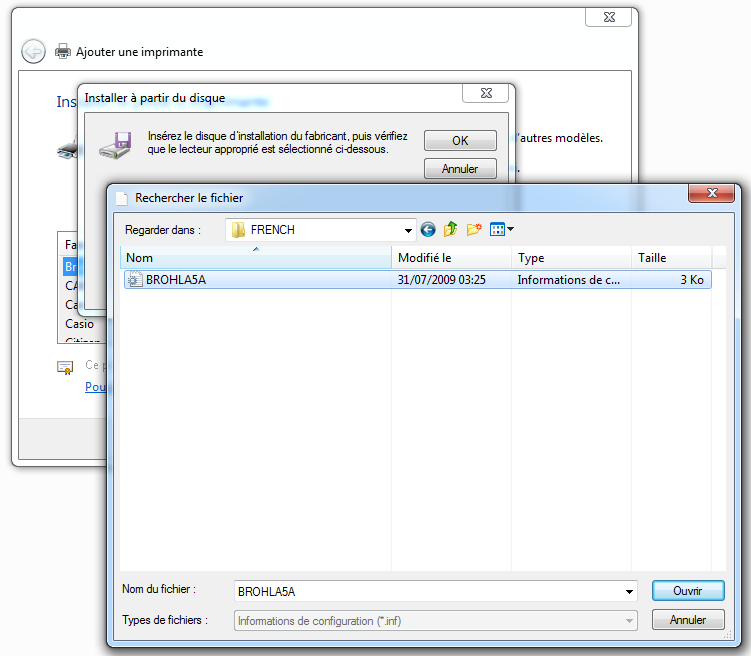 Ajouter une imprimante
Installer à partir du disque
Insérez le disque d'installation du fabricant, puis vérifiez
que le lecteur approprié est sélectionné ci-dessous.
OK
Annuler
'autres modèles.
Rechercher le fichier
Regarder dans :
FRENCH
Nom
Modifié le
Type
Taille
BROHLA5A
31/07/2009 03:25
Informations de c...
3 Ko
Fa
Br
Ca
Casio
Ce p
Pou
Nom du fichier :
BROHLA5A
Ouvrir
Types de fichiers :
Informations de configuration (*.inf)
Annuler